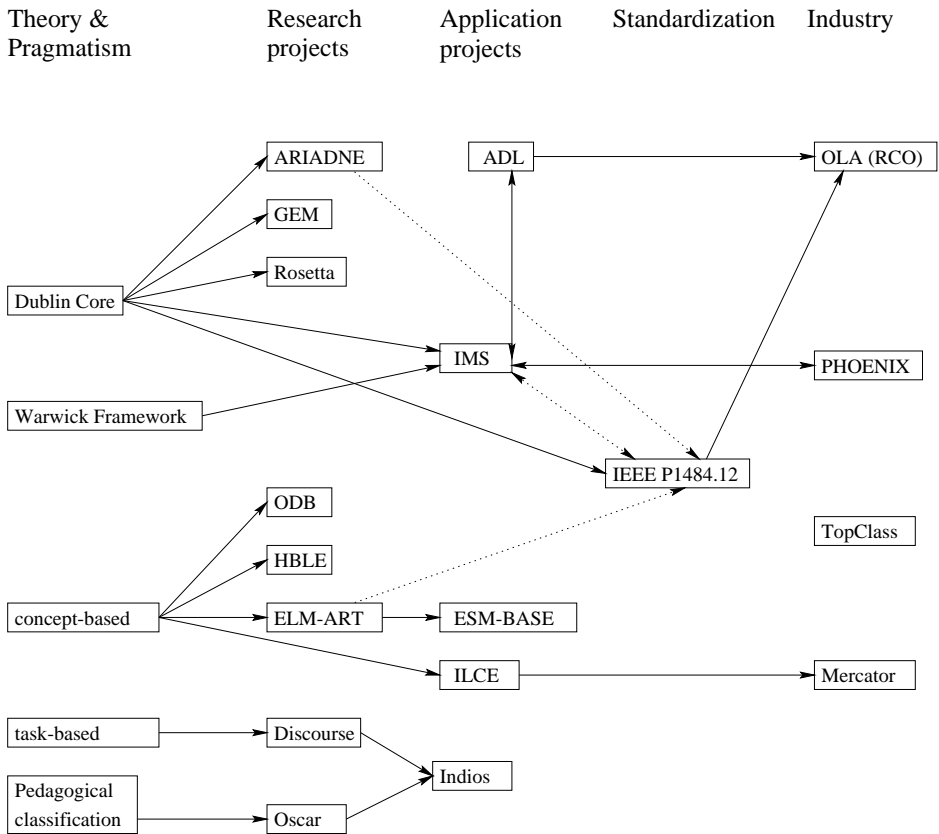 Theory &
Pragmatism
Research
projects
Application
projects
Standardization
Industry
ARIADNE
ADL
OLA (RCO)
GEM
Rosetta
Dublin Core
IMS
PHOENIX
Warwick Framework
IEEE P1484.12
ODB
TopClass
HBLE
concept-based
ELM-ART
ESM-BASE
ILCE
Mercator
task-based
Discourse
Indios
Pedagogical
classification
Oscar